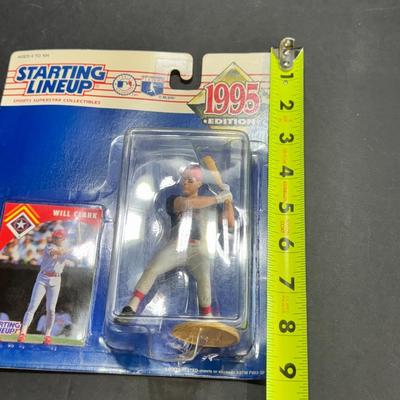 AGES 4 TO 104
STARTING
LINEUP
SPORTS SUPERSTAR COLLECTIBLES
1995
EDITION
WILL CLARK
STARTING
LINEUP
1
2
3
4
5
6
7
8
9